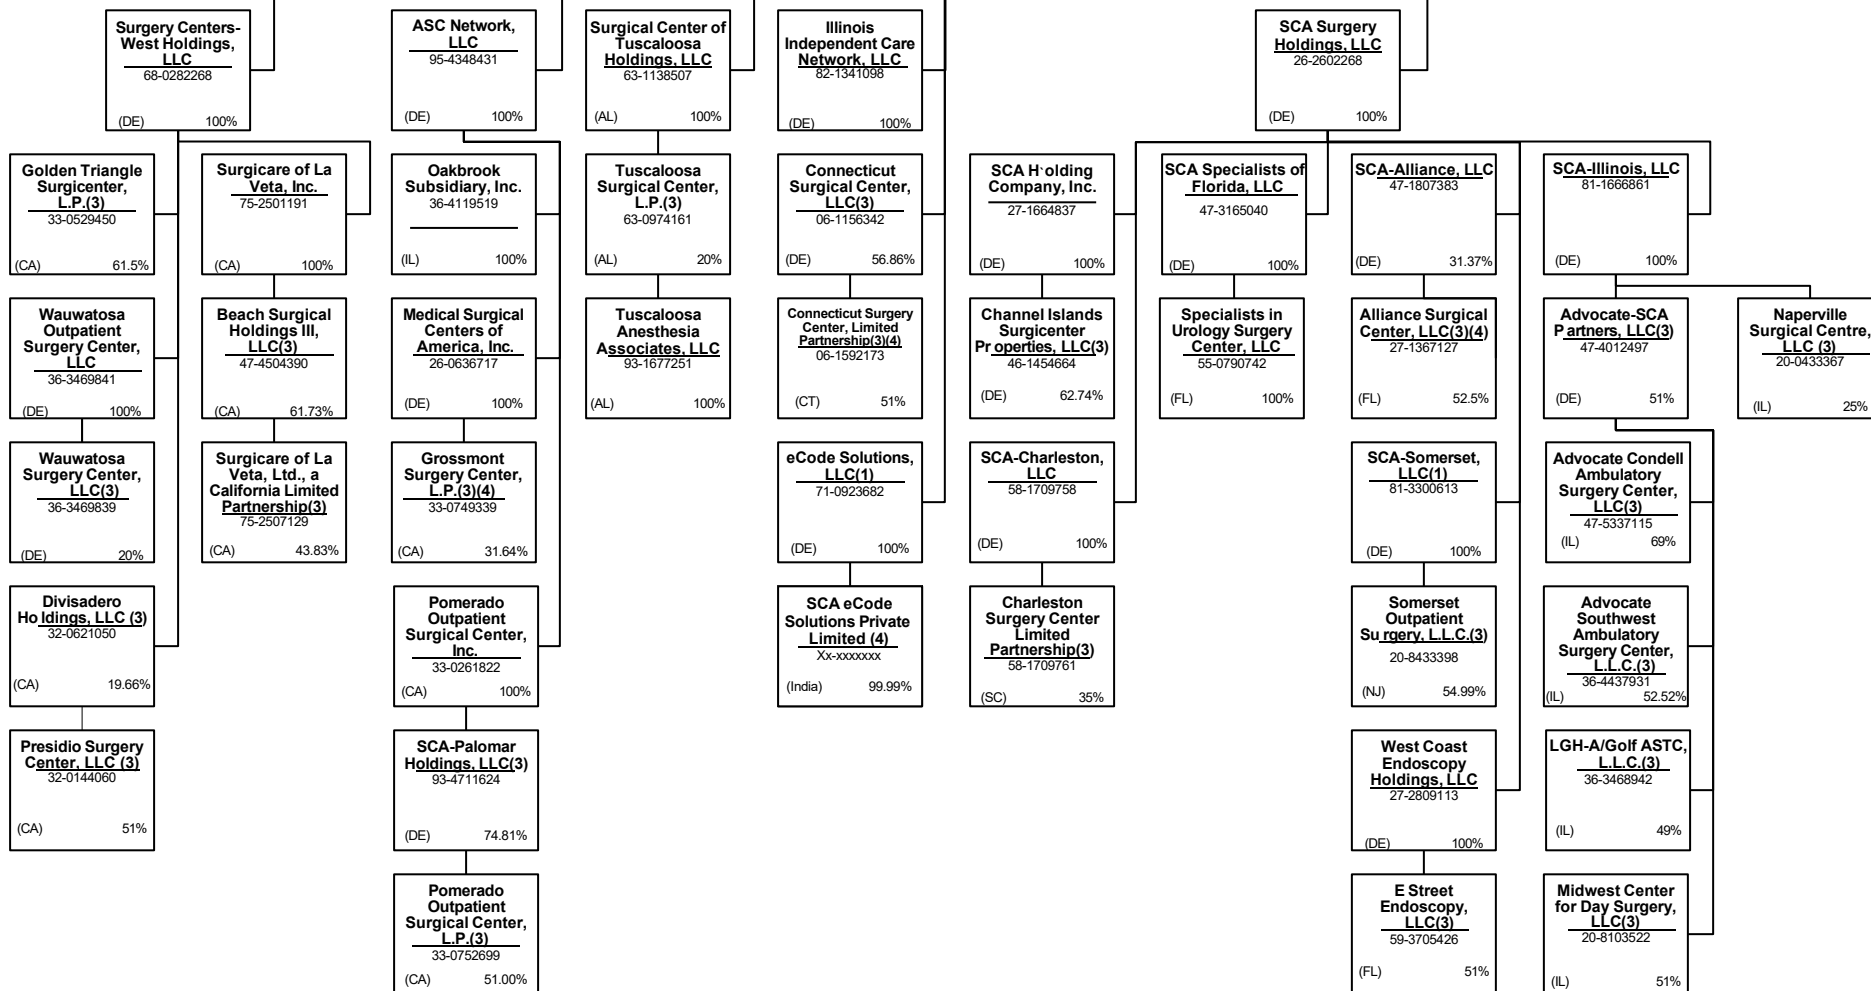 Surgery Centers-
West Holdings,
LLC
68-0282268
(DE) 100%
ASC Network,
LLC
95-4348431
(DE) 100%
Surgical Center of
Tuscaloosa
Holdings, LLC
63-1138507
(AL) 100%
Illinois
Independent Care
Network, LLC
82-1341098
(DE) 100%
SCA Surgery
Holdings, LLC
26-2602268
(DE) 100%
Golden Triangle
Surgicenter,
L.P.(3)
33-0529450
(CA) 61.5%
Surgicare of La
Veta, Inc.
75-2501191
(CA) 100%
Oakbrook
Subsidiary, Inc.
36-4119519
(IL) 100%
Tuscaloosa
Surgical Center,
L.P.(3)
63-0974161
(AL) 20%
Connecticut
Surgical Center,
LLC(3)
06-1156342
(DE) 56.86%
SCA H`olding
Company, Inc.
27-1664837
(DE) 100%
SCA Specialists of
Florida, LLC
47-3165040
(DE) 100%
SCA-Alliance, LLC
47-1807383
(DE) 31.37%
SCA-Illinois, LLC
81-1666861
(DE) 100%
Wauwatosa
Outpatient
Surgery Center,
LLC
36-3469841
(DE) 100%
Beach Surgical
Holdings III,
LLC(3)
47-4504390
(CA) 61.73%
Medical Surgical
Centers of
America, Inc.
26-0636717
(DE) 100%
Tuscaloosa
Anesthesia
Associates, LLC
93-1677251
(AL) 100%
Connecticut Surgery
Center, Limited
Partnership(3)(4)
06-1592173
(CT) 51%
Channel Islands
Surgicenter
Pr operties, LLC(3)
46-1454664
(DE) 62.74%
Specialists in
Urology Surgery
Center, LLC
55-0790742
(FL) 100%
Alliance Surgical
Center, LLC(3)(4)
27-1367127
(FL) 52.5%
Advocate-SCA
P artners, LLC(3)
47-4012497
(DE) 51%
Naperville
Surgical Centre,
LLC (3)
20-0433367
(IL) 25%
Wauwatosa
Surgery Center,
LLC(3)
36-3469839
(DE) 20%
Surgicare of La
Veta, Ltd., a
California Limited
Partnership(3)
75-2507129
(CA) 43.83%
Grossmont
Surgery Center,
L.P.(3)(4)
33-0749339
(CA) 31.64%
eCode Solutions,
LLC(1)
71-0923682
(DE) 100%
SCA-Charleston,
LLC
58-1709758
(DE) 100%
SCA-Somerset,
LLC(1)
81-3300613
(DE) 100%
Advocate Condell
Ambulatory
Surgery Center,
LLC(3)
47-5337115
(IL) 69%
Divisadero
Ho ldings, LLC (3)
32-0621050
(CA) 19.66%
Pomerado
Outpatient
Surgical Center,
Inc.
33-0261822
(CA) 100%
SCA eCode
Solutions Private
Limited (4)
Xx-xxxxxxx
(India) 99.99%
Charleston
Surgery Center
Limited
Partnership(3)
58-1709761
(SC) 35%
Somerset
Outpatient
Su rgery, L.L.C.(3)
20-8433398
(NJ) 54.99%
Advocate
Southwest
Ambulatory
Surgery Center,
L.L.C.(3)
36-4437931
(IL) 52.52%
Presidio Surgery
Center, LLC (3)
32-0144060
(CA) 51%
SCA-Palomar
Holdings, LLC(3)
93-4711624
(DE) 74.81%
West Coast
Endoscopy
Holdings, LLC
27-2809113
(DE) 100%
LGH-A/Golf ASTC,
L.L.C.(3)
36-3468942
(IL) 49%
Pomerado
Outpatient
Surgical Center,
L.P.(3)
33-0752699
(CA) 51.00%
E Street
Endoscopy,
LLC(3)
59-3705426
(FL) 51%
Midwest Center
for Day Surgery,
LLC(3)
20-8103522
(IL) 51%